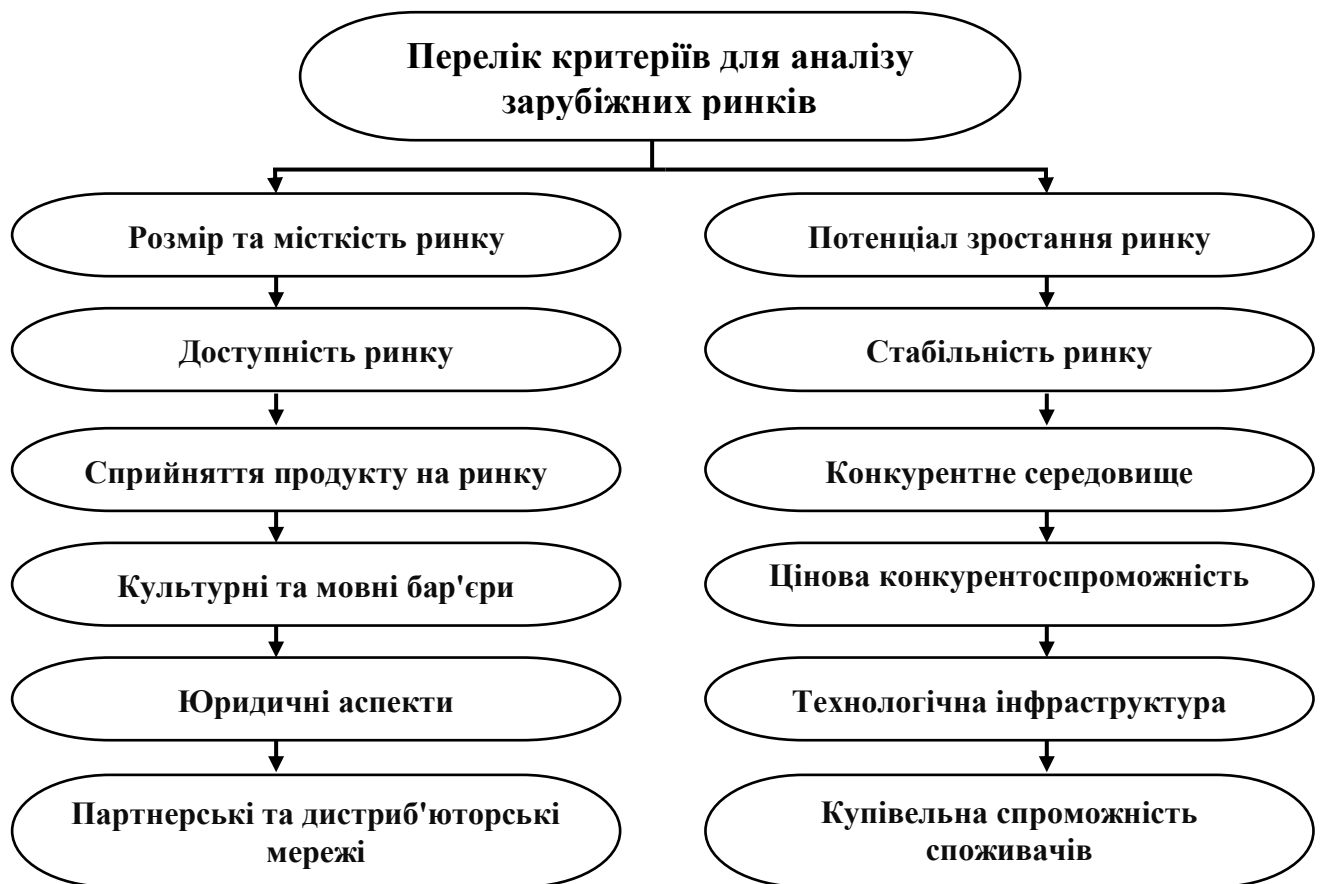 Перелік критеріїв для аналізу
зарубіжних ринків
Розмір та місткість ринку
Потенціал зростання ринку
Доступність ринку
Стабільність ринку
Сприйняття продукту на ринку
Конкурентне середовище
Культурні та мовні бар'єри
Цінова конкурентоспроможність
Юридичні аспекти
Технологічна інфраструктура
Партнерські та дистриб'юторські
мережі
Купівельна спроможність
споживачів